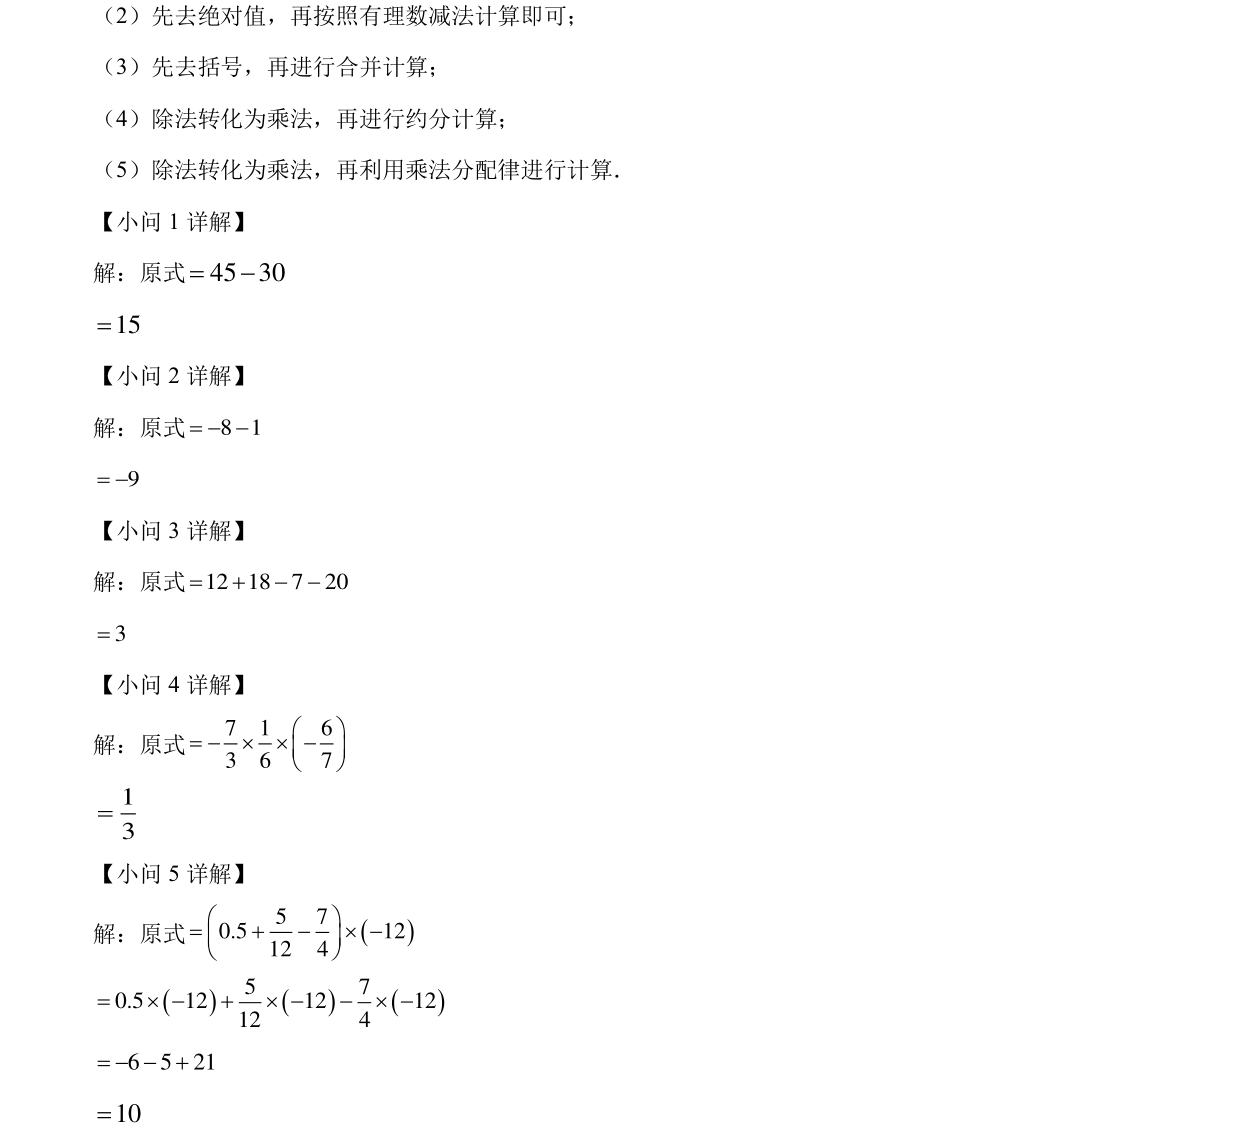 （2）先去绝对值，再按照有理数减法计算即可；
（3）先去括号，再进行合并计算；
（4）除法转化为乘法，再进行约分计算；
（5）除法转化为乘法，再利用乘法分配律进行计算．
【小问 1 详解】
解：原式＝45－30
＝15
【小问 2 详解】
解：原式＝－8－1
＝－9
【小问 3 详解】
解：原式＝12＋18－7－20
＝3
【小问 4 详解】
解：原式＝－7/3×1/6×(－6/7)
＝1/3
【小问 5 详解】
解：原式＝(0.5＋5/12－7/4)×(－12)
＝0.5×(－12)＋5/12×(－12)－7/4×(－12)
＝－6－5＋21
＝10